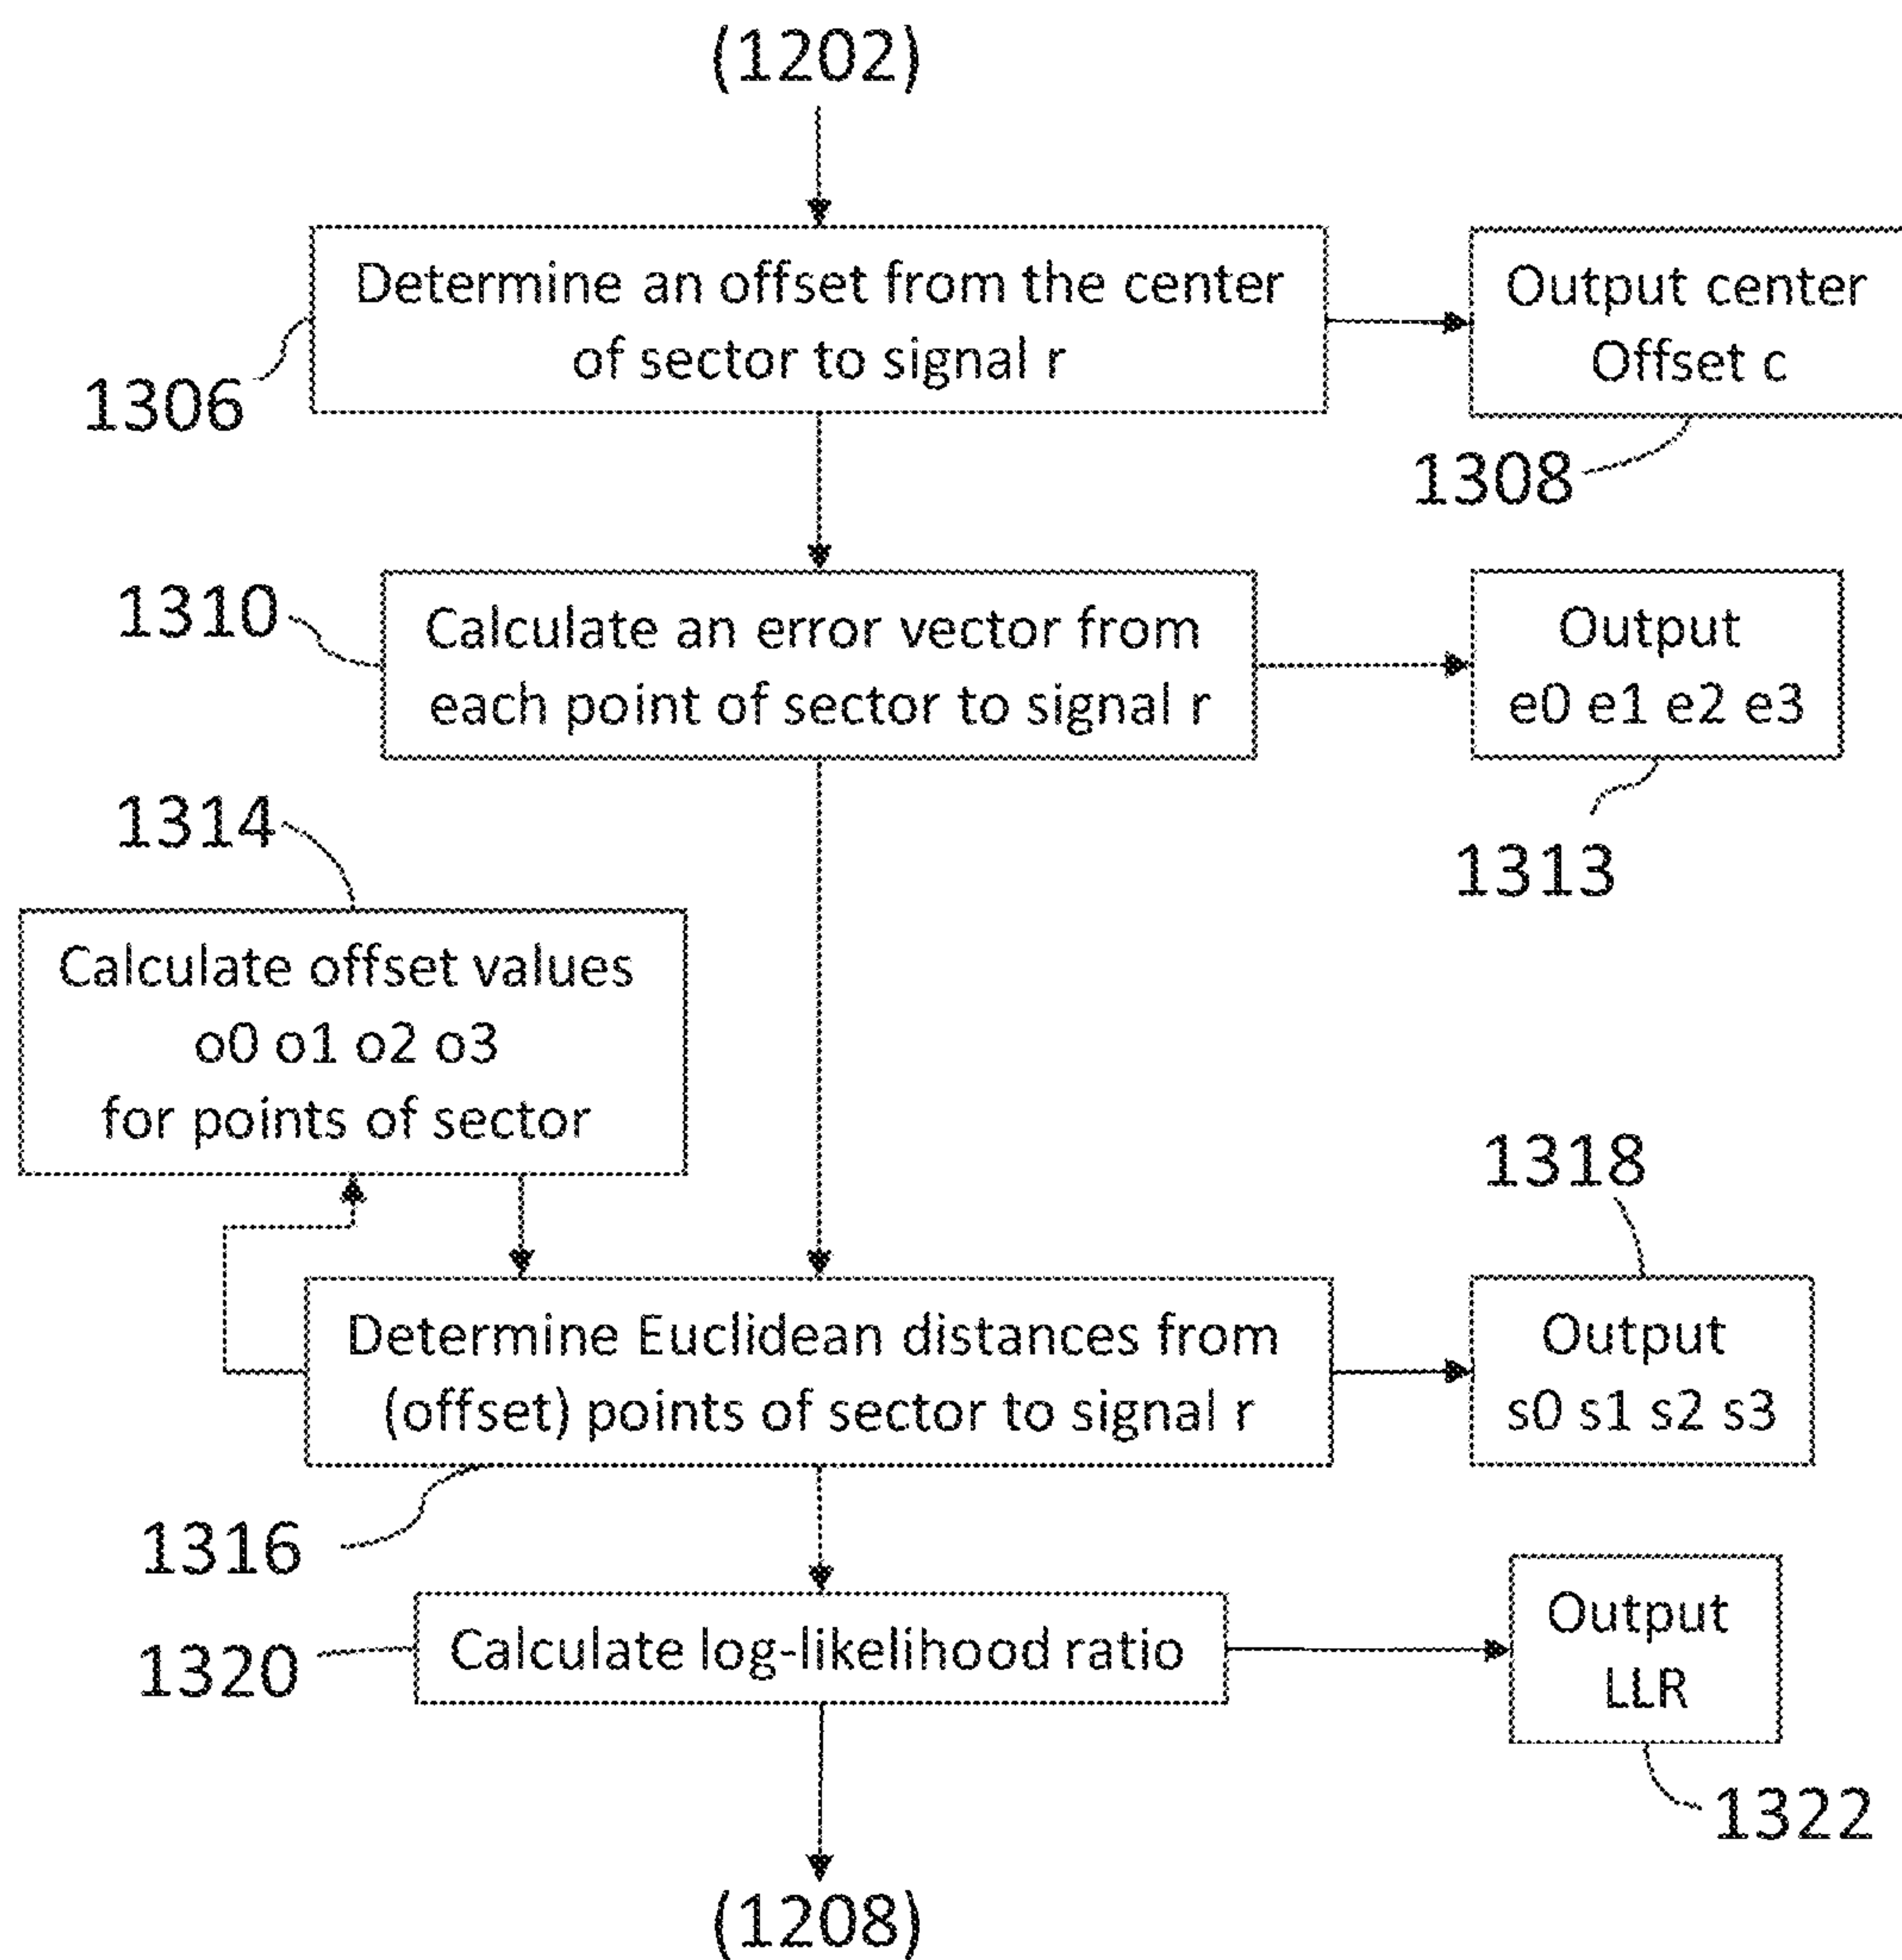 (1202)
Determine an offset from the center
of sector to signal r
1306
Output center
Offset c
1308
1310
Calculate an error vector from
each point of sector to signal r
Output
e0 e1 e2 e3
1313
1314
Calculate offset values
o0 o1 o2 o3
for points of sector
1318
Determine Euclidean distances from
(offset) points of sector to signal r
Output
s0 s1 s2 s3
1316
1320
Calculate log-likelihood ratio
Output
LLR
1322
(1208)